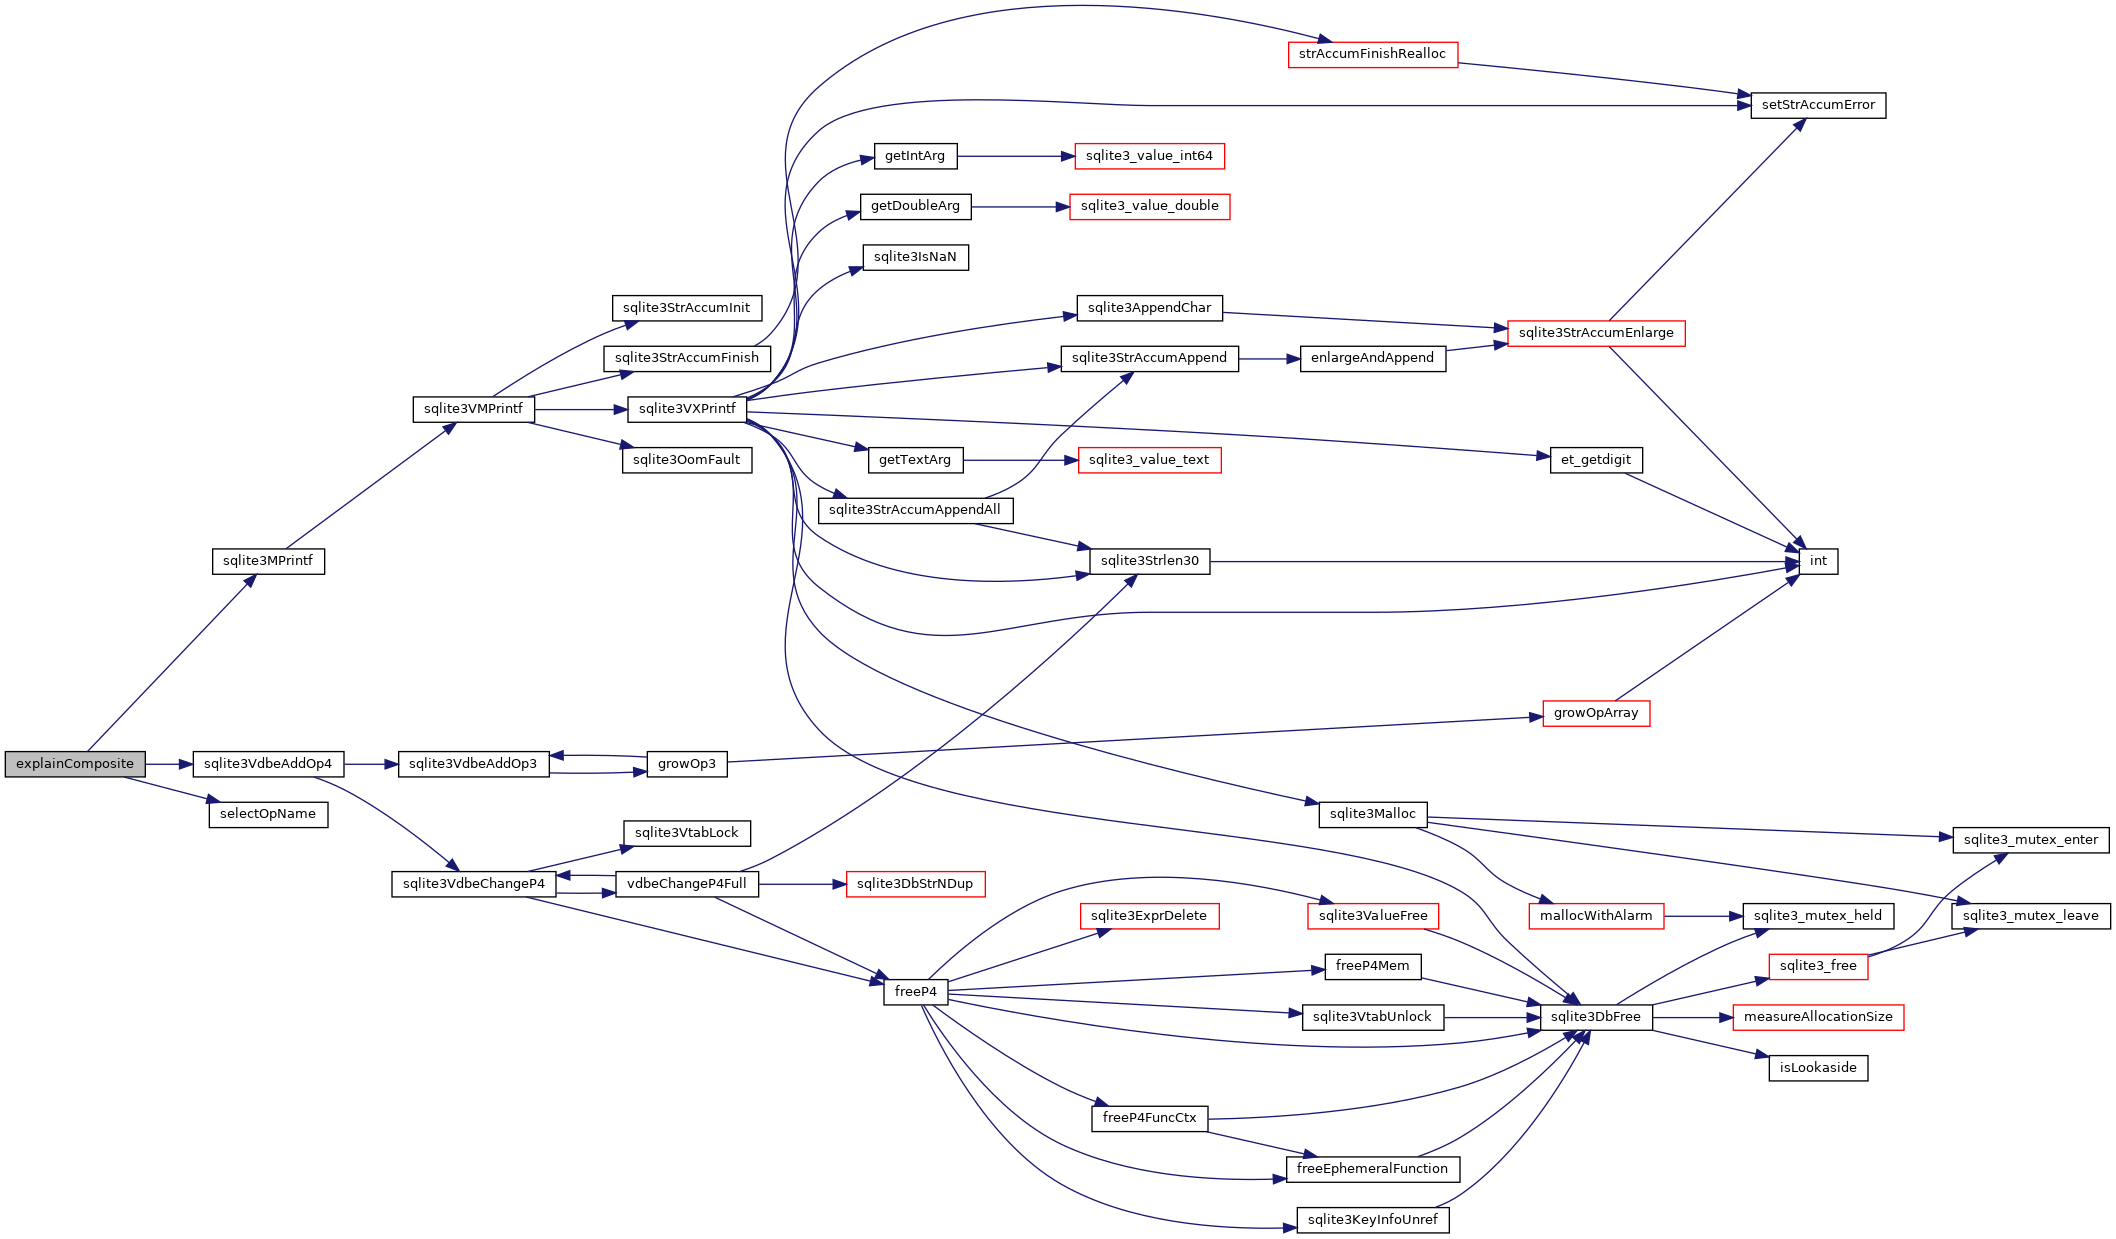 strAccumFinishRealloc
setStrAccumError
getIntArg
sqlite3_value_int64
getDoubleArg
sqlite3_value_double
sqlite3IsNaN
sqlite3StrAccumInit
sqlite3AppendChar
sqlite3StrAccumEnlarge
sqlite3StrAccumFinish
sqlite3StrAccumAppend
enlargeAndAppend
sqlite3VMPrintf
sqlite3VXPrintf
sqlite3OomFault
getTextArg
sqlite3_value_text
et_getdigit
sqlite3StrAccumAppendAll
sqlite3MPrintf
sqlite3Strlen30
int
growOpArray
explainComposite
sqlite3VdbeAddOp4
sqlite3VdbeAddOp3
growOp3
selectOpName
sqlite3Malloc
sqlite3VtabLock
sqlite3_mutex_enter
sqlite3VdbeChangeP4
vdbeChangeP4Full
sqlite3DbStrNDup
sqlite3ExprDelete
sqlite3ValueFree
mallocWithAlarm
sqlite3_mutex_held
sqlite3_mutex_leave
freeP4Mem
sqlite3_free
freeP4
sqlite3VtabUnlock
sqlite3DbFree
measureAllocationSize
isLookaside
freeP4FuncCtx
freeEphemeralFunction
sqlite3KeyInfoUnref